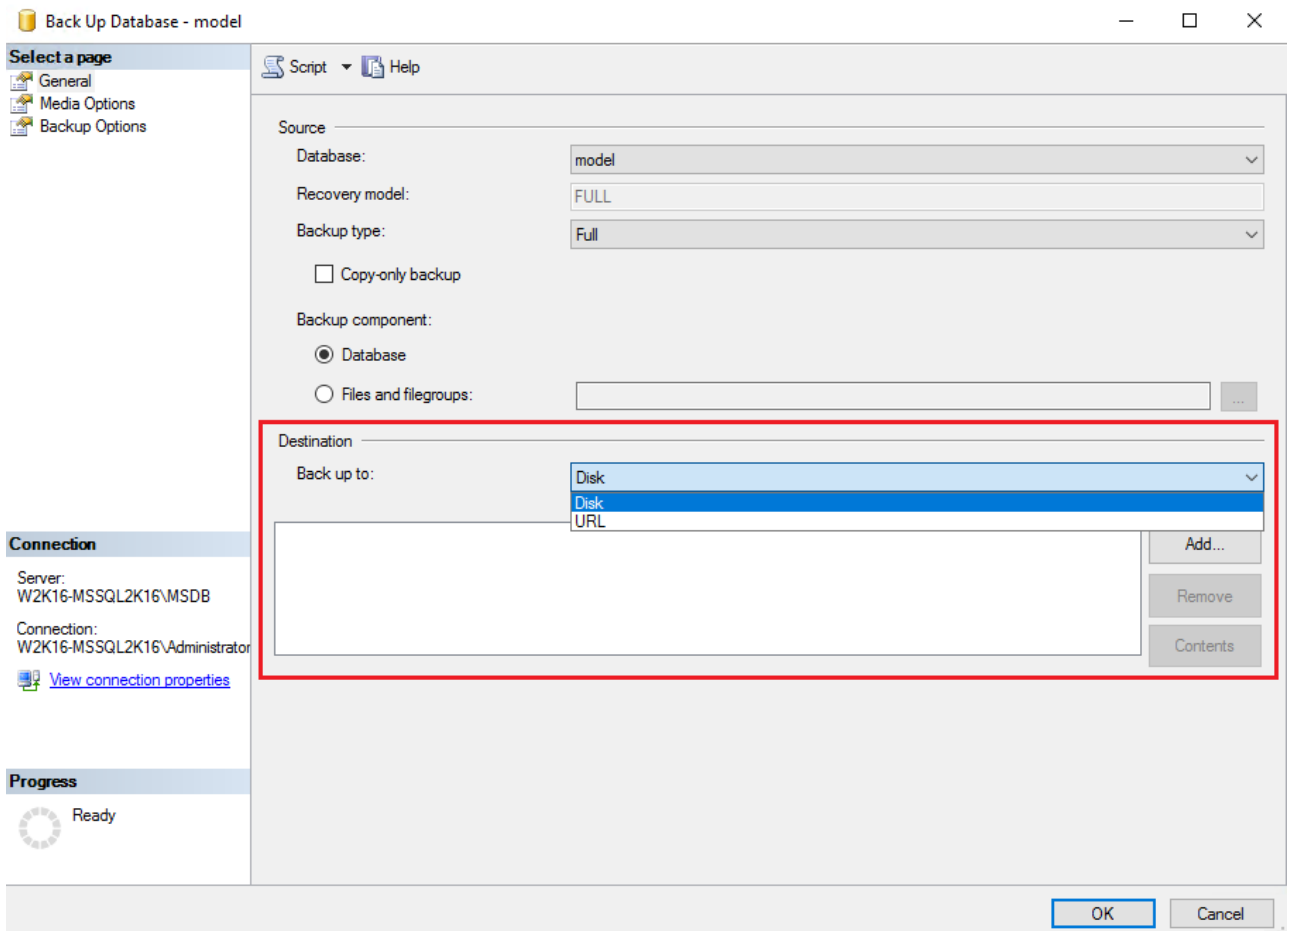 Back Up Database - model
Select a page
General
Media Options
Backup Options
Script
Help
Source
Database:
model
Recovery model:
FULL
Backup type:
Full
Copy-only backup
Backup component:
Database
Files and filegroups:
...
Destination
Back up to:
Disk
Disk
URL
Add...
Remove
Contents
Connection
Server:
W2K16-MSSQL2K16\MSDB
Connection:
W2K16-MSSQL2K16\Administrator
View connection properties
Progress
Ready
OK
Cancel